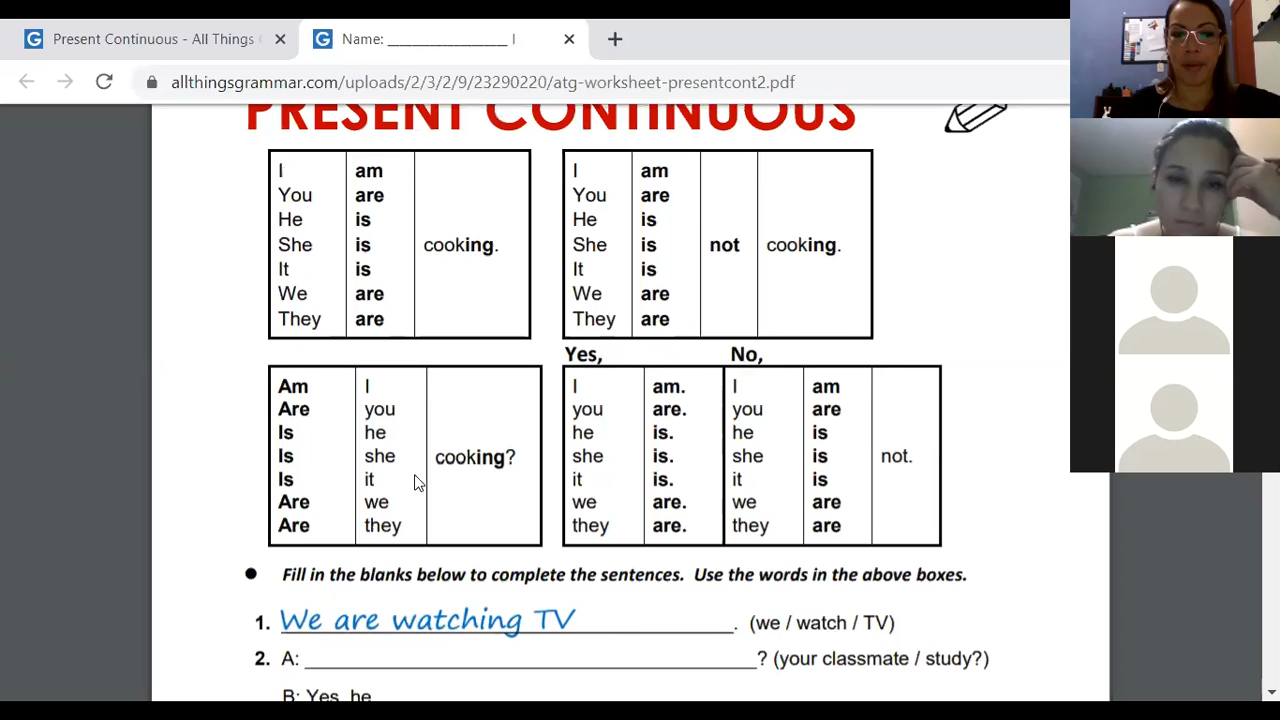 Present Continuous - All Things G
Name: ____________________ I
allthingsgrammar.com/uploads/2/3/2/9/23290220/atg-worksheet-presentcont2.pdf
PRESENT CONTINUOUS
I am
You are
He is
She is cooking.
It is
We are
They are
I am
You are
He is
She is not cooking.
It is
We are
They are
Am I
Are you
Is he
Is she cooking?
Is it
Are we
Are they
Yes, No,
I am. I am
you are. you are
he is. he is
she is. she is not.
it is. it is
we are. we are
they are. they are
● Fill in the blanks below to complete the sentences. Use the words in the above boxes.
1. We are watching TV. (we / watch / TV)
2. A: ______________________________? (your classmate / study?)
B: Yes, he